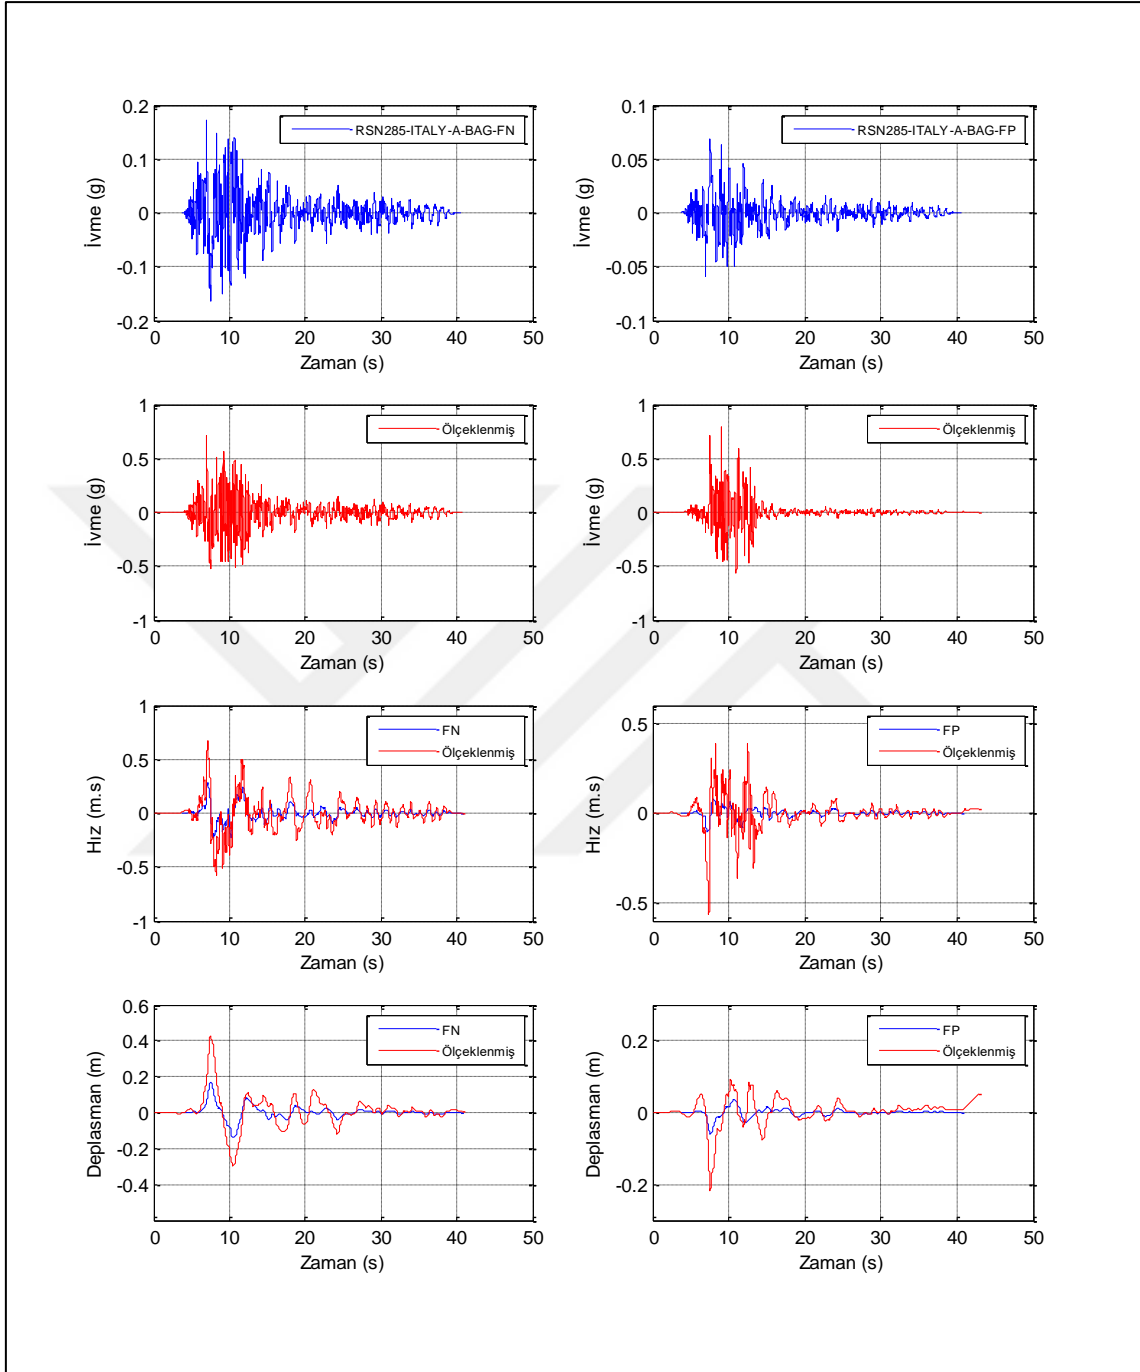 0.2
0.1
0
-0.1
-0.2
İvme (g)
RSN285-ITALY-A-BAG-FN
0 10 20 30 40 50
Zaman (s)
0.1
0.05
0
-0.05
-0.1
İvme (g)
RSN285-ITALY-A-BAG-FP
0 10 20 30 40 50
Zaman (s)
1
0.5
0
-0.5
-1
İvme (g)
Ölçeklenmiş
0 10 20 30 40 50
Zaman (s)
1
0.5
0
-0.5
-1
İvme (g)
Ölçeklenmiş
0 10 20 30 40 50
Zaman (s)
1
0.5
0
-0.5
-1
Hız (m.s)
FN
Ölçeklenmiş
0 10 20 30 40 50
Zaman (s)
0.5
0
-0.5
Hız (m.s)
FP
Ölçeklenmiş
0 10 20 30 40 50
Zaman (s)
0.6
0.4
0.2
0
-0.2
-0.4
Deplasman (m)
FN
Ölçeklenmiş
0 10 20 30 40 50
Zaman (s)
0.2
0
-0.2
Deplasman (m)
FP
Ölçeklenmiş
0 10 20 30 40 50
Zaman (s)